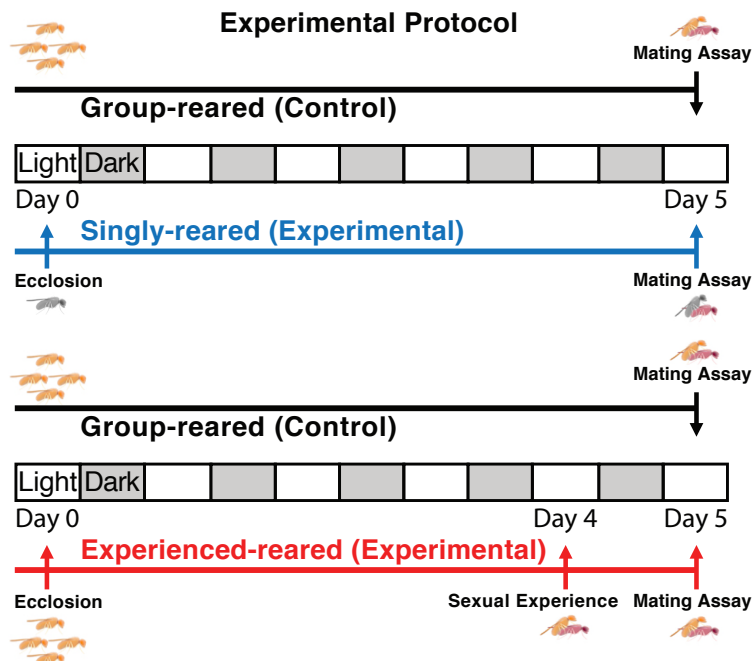 Experimental Protocol
Mating Assay
Group-reared (Control)
Light Dark
Day 0 Day 5
Singly-reared (Experimental)
Ecclosion Mating Assay
Mating Assay
Group-reared (Control)
Light Dark
Day 0 Day 4 Day 5
Experienced-reared (Experimental)
Ecclosion Sexual Experience Mating Assay